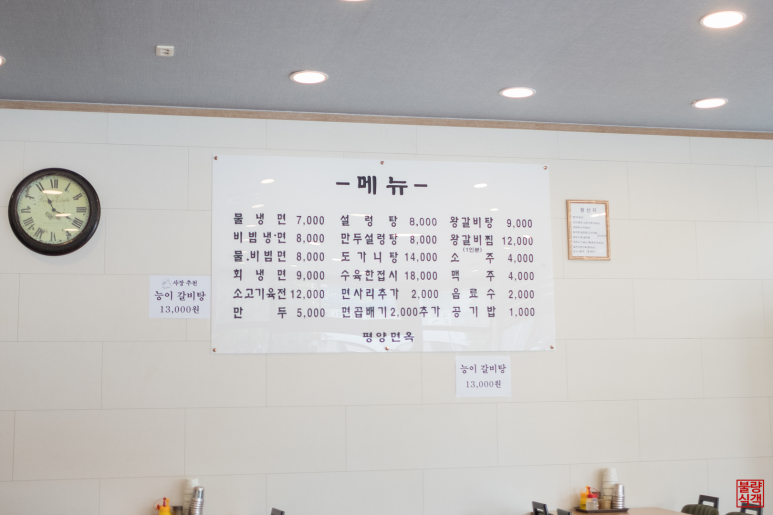 - 메뉴 -
물냉면 7,000 설렁탕 8,000 왕갈비탕 9,000
비빔냉·면 8,000 만두설렁탕 8,000 왕갈비찜 12,000
(1인분)
물.비빔면 8,000 도가니탕 14,000 소주 4,000
회냉면 9,000 수육한접시 18,000 맥주 4,000
소고기육전 12,000 면사리추가 2,000 음료수 2,000
만두 5,000 면곱배기 2,000추가 공기밥 1,000
평양면옥
사장 추천
능이 갈비탕
13,000원
능이 갈비탕
13,000원
불량
식객